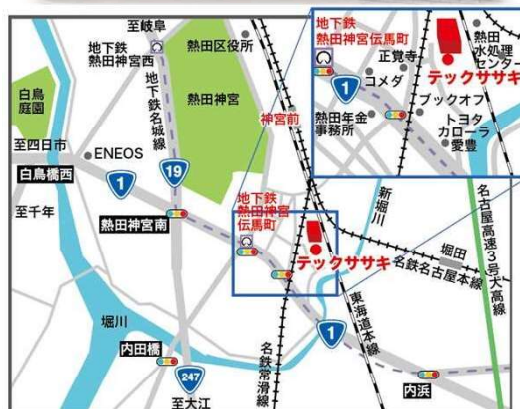 至岐阜
地下鉄
熱田神宮西
熱田区役所
白鳥
庭園
地下鉄名城線
熱田神宮
神宮前
至四日市
ENEOS
白鳥橋西
1
19
至千年
熱田神宮南
地下鉄
熱田神宮
伝馬町
テックササキ
新堀川
堀田
名鉄名古屋本線
名古屋高速3号大高線
東海道本線
堀川
内田橋
247
至大江
名鉄常滑線
1
内浜
地下鉄
熱田神宮伝馬町
正覚寺
コメダ
熱田
水処理
センター
テックササキ
1
ブックオフ
熱田年金
事務所
トヨタ
カローラ
愛豊